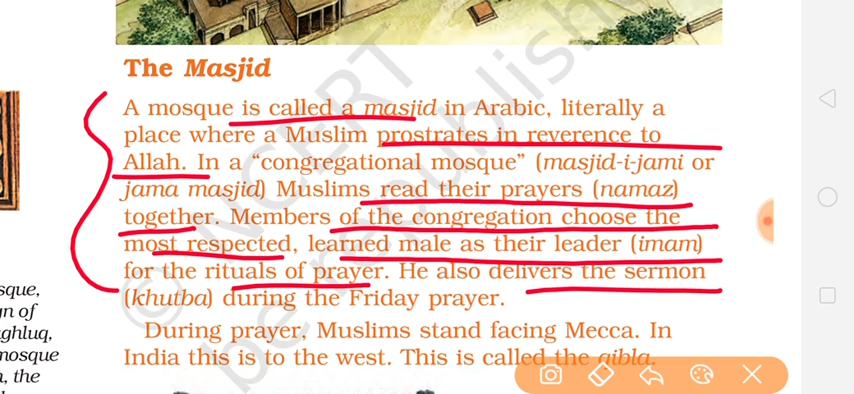 The Masjid
A mosque is called a masjid in Arabic, literally a
place where a Muslim prostrates in reverence to
Allah. In a “congregational mosque” (masjid-i-jami or
jama masjid) Muslims read their prayers (namaz)
together. Members of the congregation choose the
most respected, learned male as their leader (imam)
for the rituals of prayer. He also delivers the sermon
(khutba) during the Friday prayer.
During prayer, Muslims stand facing Mecca. In
India this is to the west. This is called the qibla.
sque,
gn of
ghluq,
mosque
, the
© NCERT
be republish